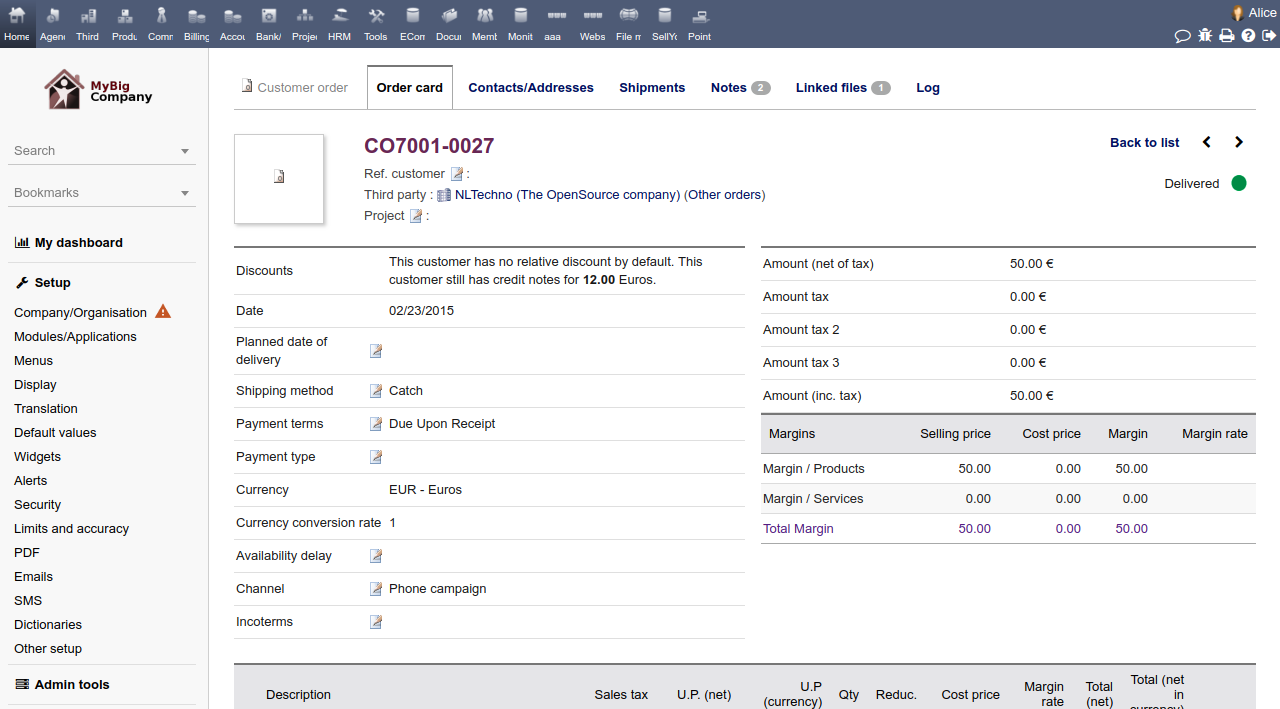 Home Agen Third Produ Comm Billing Accou Bank/ Projec HRM Tools ECom Docu Memb Monit aaa Webs File m SellYo Point
Alice
MyBig
Company
Search
Bookmarks
My dashboard
Setup
Company/Organisation
Modules/Applications
Menus
Display
Translation
Default values
Widgets
Alerts
Security
Limits and accuracy
PDF
Emails
SMS
Dictionaries
Other setup
Admin tools
Customer order Order card Contacts/Addresses Shipments Notes 2 Linked files 1 Log
CO7001-0027
Back to list
Ref. customer :
Third party : NLTechno (The OpenSource company) (Other orders)
Delivered
Project :
Discounts This customer has no relative discount by default. This
customer still has credit notes for 12.00 Euros.
Date 02/23/2015
Planned date of
delivery
Shipping method Catch
Payment terms Due Upon Receipt
Payment type
Currency EUR - Euros
Currency conversion rate 1
Availability delay
Channel Phone campaign
Incoterms
Amount (net of tax) 50.00 €
Amount tax 0.00 €
Amount tax 2 0.00 €
Amount tax 3 0.00 €
Amount (inc. tax) 50.00 €
Margins Selling price Cost price Margin Margin rate
Margin / Products 50.00 0.00 50.00
Margin / Services 0.00 0.00 0.00
Total Margin 50.00 0.00 50.00
Description Sales tax U.P. (net) U.P (currency) Qty Reduc. Cost price Margin rate Total (net) Total (net in currency)